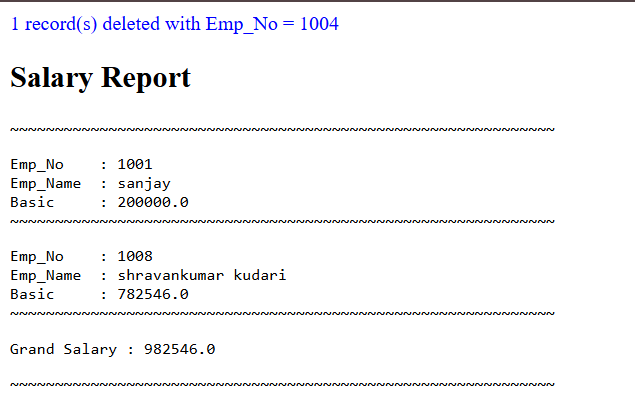 1 record(s) deleted with Emp_No = 1004
Salary Report
~~~~~~~~~~~~~~~~~~~~~~~~~~~~~~~~~~~~~~~~~~~~~~~~~~~~~~~~~~~~~
Emp_No    : 1001
Emp_Name  : sanjay
Basic     : 200000.0
~~~~~~~~~~~~~~~~~~~~~~~~~~~~~~~~~~~~~~~~~~~~~~~~~~~~~~~~~~~~~
Emp_No    : 1008
Emp_Name  : shravankumar kudari
Basic     : 782546.0
~~~~~~~~~~~~~~~~~~~~~~~~~~~~~~~~~~~~~~~~~~~~~~~~~~~~~~~~~~~~~
Grand Salary : 982546.0
~~~~~~~~~~~~~~~~~~~~~~~~~~~~~~~~~~~~~~~~~~~~~~~~~~~~~~~~~~~~~